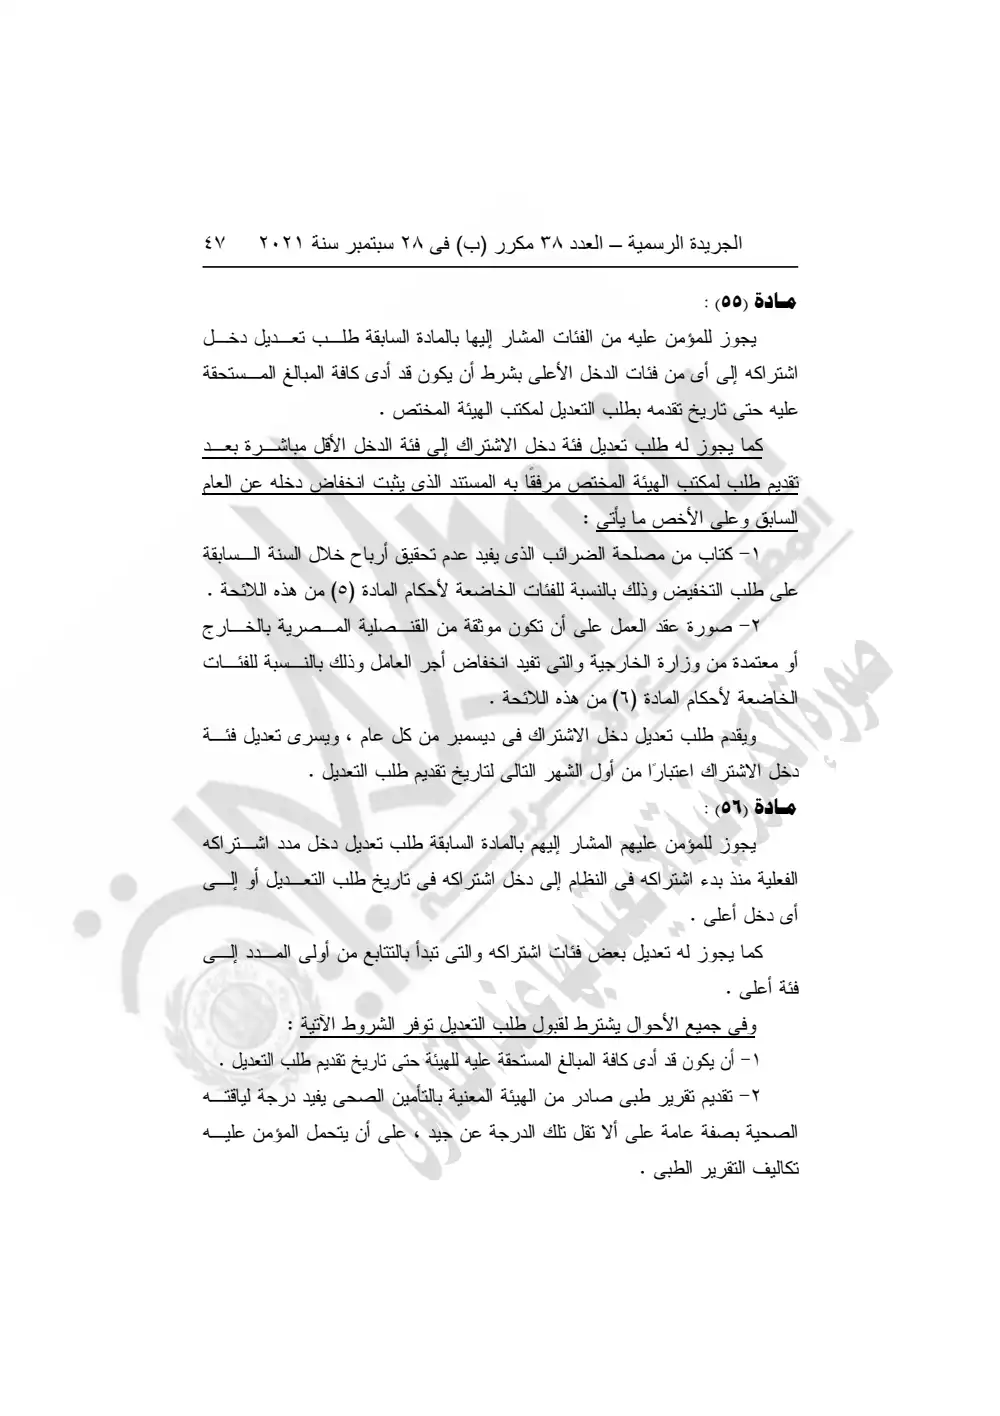 الجريدة الرسمية – العدد ٣٨ مكرر (ب) فى ٢٨ سبتمبر سنة ٢٠٢١ ٤٧
مـادة (٥٥) :
يجوز للمؤمن عليه من الفئات المشار إليها بالمادة السابقة طلب تعديل دخل
اشتراكه إلى أى من فئات الدخل الأعلى بشرط أن يكون قد أدى كافة المبالغ المستحقة
عليه حتى تاريخ تقدمه بطلب التعديل لمكتب الهيئة المختص .
كما يجوز له طلب تعديل فئة دخل الاشتراك إلى فئة الدخل الأقل مباشرة بعد
تقديم طلب لمكتب الهيئة المختص مرفقًا به المستند الذى يثبت انخفاض دخله عن العام
السابق وعلى الأخص ما يأتى :
١- كتاب من مصلحة الضرائب الذى يفيد عدم تحقيق أرباح خلال السنة السابقة
على طلب التخفيض وذلك بالنسبة للفئات الخاضعة لأحكام المادة (٥) من هذه اللائحة .
٢- صورة عقد العمل على أن تكون موثقة من القنصلية المصرية بالخارج
أو معتمدة من وزارة الخارجية والتى تفيد انخفاض أجر العامل وذلك بالنسبة للفئات
الخاضعة لأحكام المادة (٦) من هذه اللائحة .
ويقدم طلب تعديل دخل الاشتراك فى ديسمبر من كل عام ، ويسرى تعديل فئة
دخل الاشتراك اعتبارًا من أول الشهر التالى لتاريخ تقديم طلب التعديل .
مـادة (٥٦) :
يجوز للمؤمن عليهم المشار إليهم بالمادة السابقة طلب تعديل دخل مدد اشتراكه
الفعلية منذ بدء اشتراكه فى النظام إلى دخل اشتراكه فى تاريخ طلب التعديل أو إلى
أى دخل أعلى .
كما يجوز له تعديل بعض فئات اشتراكه والتى تبدأ بالتتابع من أولى المدد إلى
فئة أعلى .
وفى جميع الأحوال يشترط لقبول طلب التعديل توفر الشروط الآتية :
١- أن يكون قد أدى كافة المبالغ المستحقة عليه للهيئة حتى تاريخ تقديم طلب التعديل .
٢- تقديم تقرير طبى صادر من الهيئة المعنية بالتأمين الصحى يفيد درجة لياقته
الصحية بصفة عامة على ألا تقل تلك الدرجة عن جيد ، على أن يتحمل المؤمن عليه
تكاليف التقرير الطبى .
صورة إلكترونية لا يعتد بها عند التداول